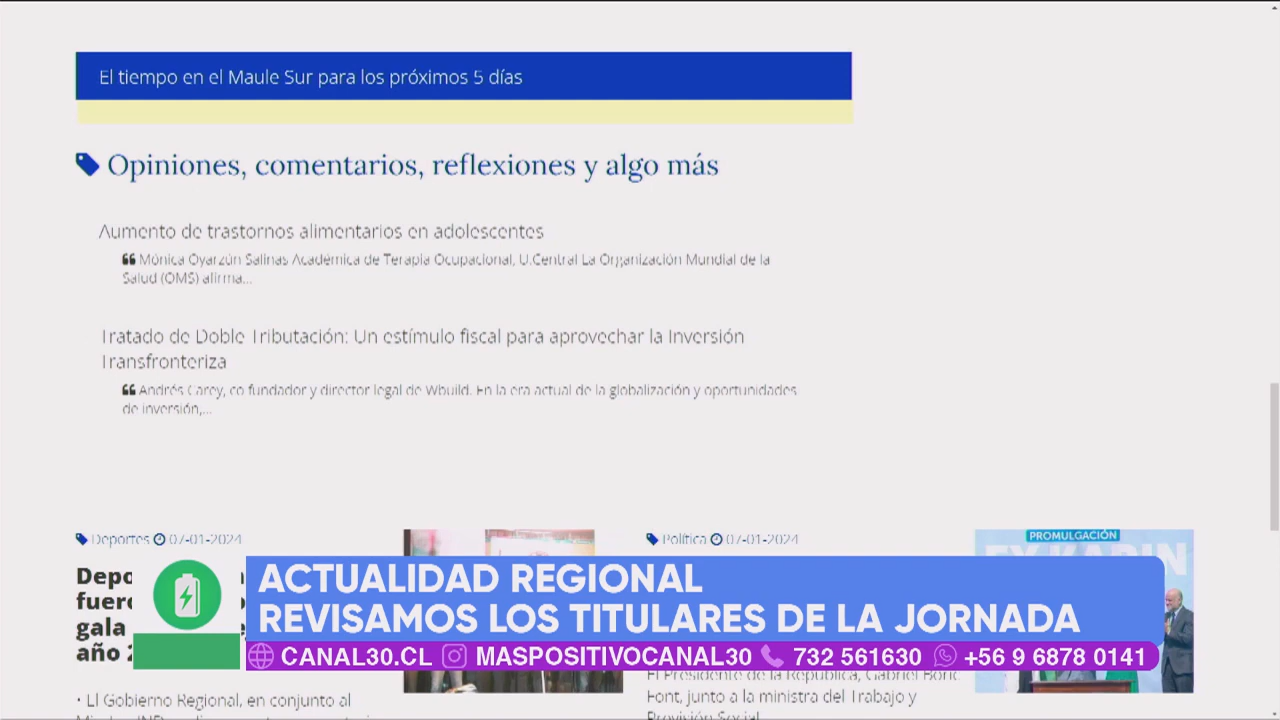 El tiempo en el Maule Sur para los próximos 5 días
Opiniones, comentarios, reflexiones y algo más
Aumento de trastornos alimentarios en adolescentes
Mónica Oyarzún Salinas Académica de Terapia Ocupacional, U.Central La Organización Mundial de la
Salud (OMS) afirma...
Tratado de Doble Tributación: Un estímulo fiscal para aprovechar la Inversión
Transfronteriza
Andrés Carey, co fundador y director legal de Wbuild. En la era actual de la globalización y oportunidades
de inversión,...
Deportes 07-01-2024
fuer
gala
año
• El Gobierno Regional, en conjunto al
Política 07-01-2024
PROMULGACIÓN
KARIN
El Presidente de la República, Gabriel Boric
Font, junto a la ministra del Trabajo y
Previsión Social
ACTUALIDAD REGIONAL
REVISAMOS LOS TITULARES DE LA JORNADA
CANAL30.CL MASPOSITIVOCANAL30 732 561630 +56 9 6878 0141